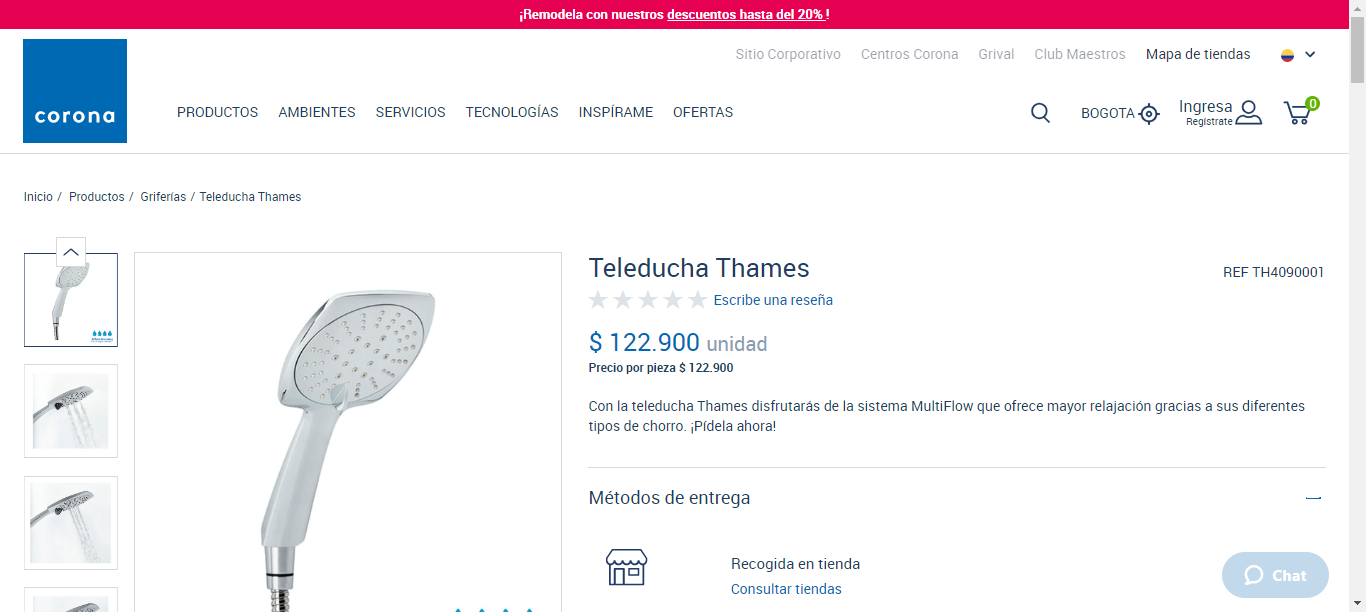 ¡Remodela con nuestros descuentos hasta del 20% !
Sitio Corporativo Centros Corona Grival Club Maestros Mapa de tiendas
corona
PRODUCTOS AMBIENTES SERVICIOS TECNOLOGÍAS INSPÍRAME OFERTAS
BOGOTA
Ingresa
Regístrate
0
Inicio / Productos / Griferías / Teleducha Thames
Teleducha Thames
REF TH4090001
Escribe una reseña
$ 122.900 unidad
Precio por pieza $ 122.900
Con la teleducha Thames disfrutarás de la sistema MultiFlow que ofrece mayor relajación gracias a sus diferentes
tipos de chorro. ¡Pídela ahora!
Métodos de entrega
Recogida en tienda
Consultar tiendas
Chat